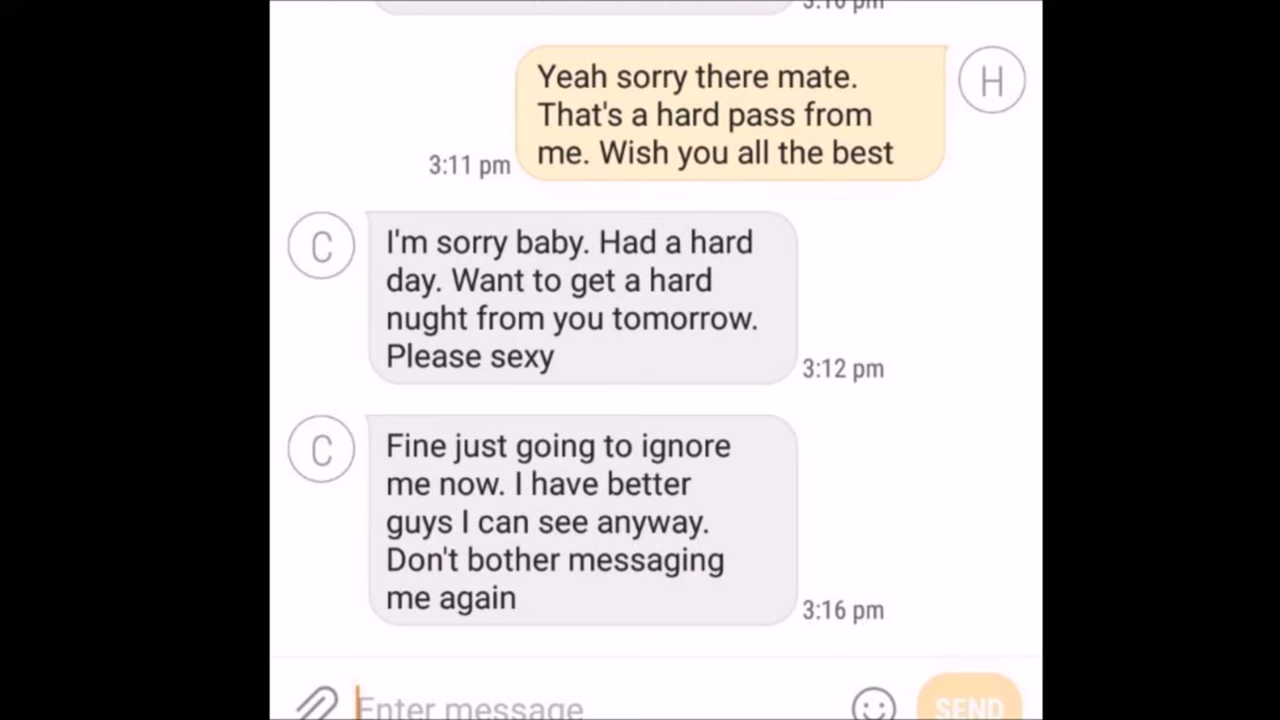 3:10 pm
Yeah sorry there mate.
That's a hard pass from
me. Wish you all the best
H
3:11 pm
C
I'm sorry baby. Had a hard
day. Want to get a hard
nught from you tomorrow.
Please sexy
3:12 pm
C
Fine just going to ignore
me now. I have better
guys I can see anyway.
Don't bother messaging
me again
3:16 pm
Enter message
SEND